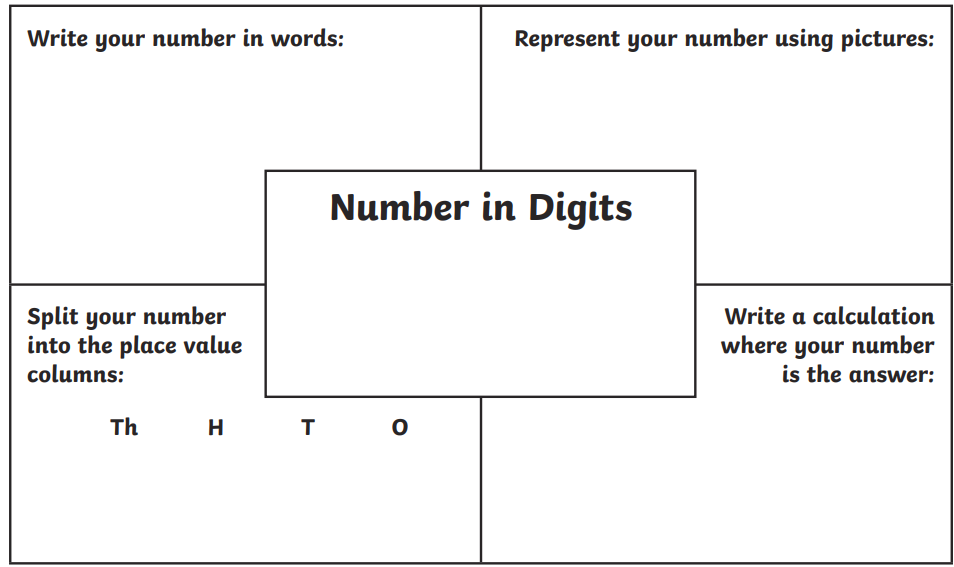 Write your number in words:
Represent your number using pictures:
Number in Digits
Split your number
into the place value
columns:
Th H T O
Write a calculation
where your number
is the answer: